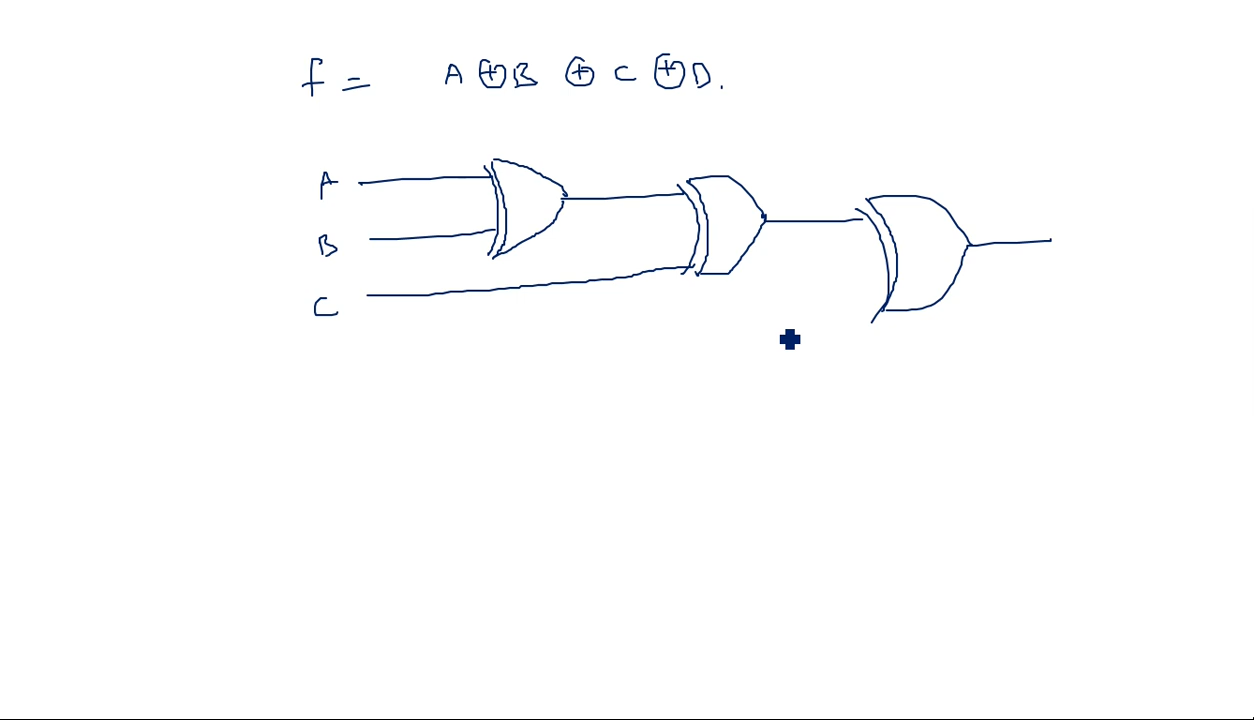 f = A ⊕ B ⊕ C ⊕ D.
A
B
C